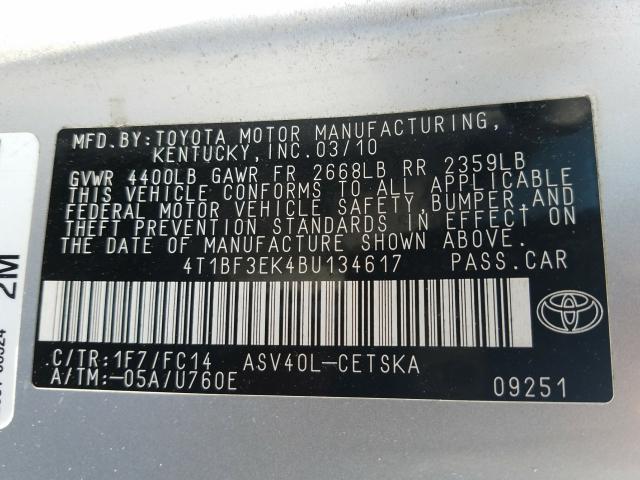 MFD.BY:TOYOTA MOTOR MANUFACTURING,
KENTUCKY, INC. 03/10
GVWR 4400LB GAWR FR 2668LB RR 2359LB
THIS VEHICLE CONFORMS TO ALL APPLICABLE
FEDERAL MOTOR VEHICLE SAFETY, BUMPER, AND
THEFT PREVENTION STANDARDS IN EFFECT ON
THE DATE OF MANUFACTURE SHOWN ABOVE.
4T1BF3EK4BU134617 PASS.CAR
C/TR:1F7/FC14 ASV40L-CETSKA
A/TM:-05A/U760E
09251
2M